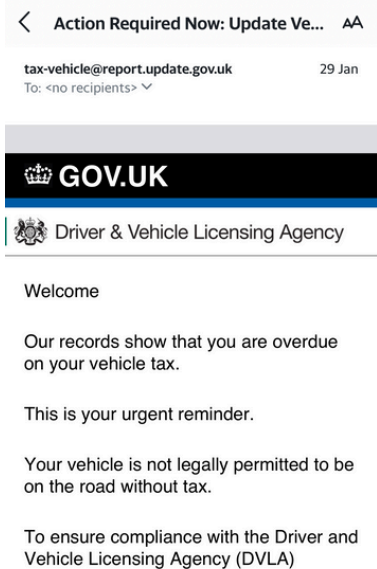 Action Required Now: Update Ve... AA
tax-vehicle@report.update.gov.uk 29 Jan
To: <no recipients>
GOV.UK
Driver & Vehicle Licensing Agency
Welcome
Our records show that you are overdue
on your vehicle tax.
This is your urgent reminder.
Your vehicle is not legally permitted to be
on the road without tax.
To ensure compliance with the Driver and
Vehicle Licensing Agency (DVLA)